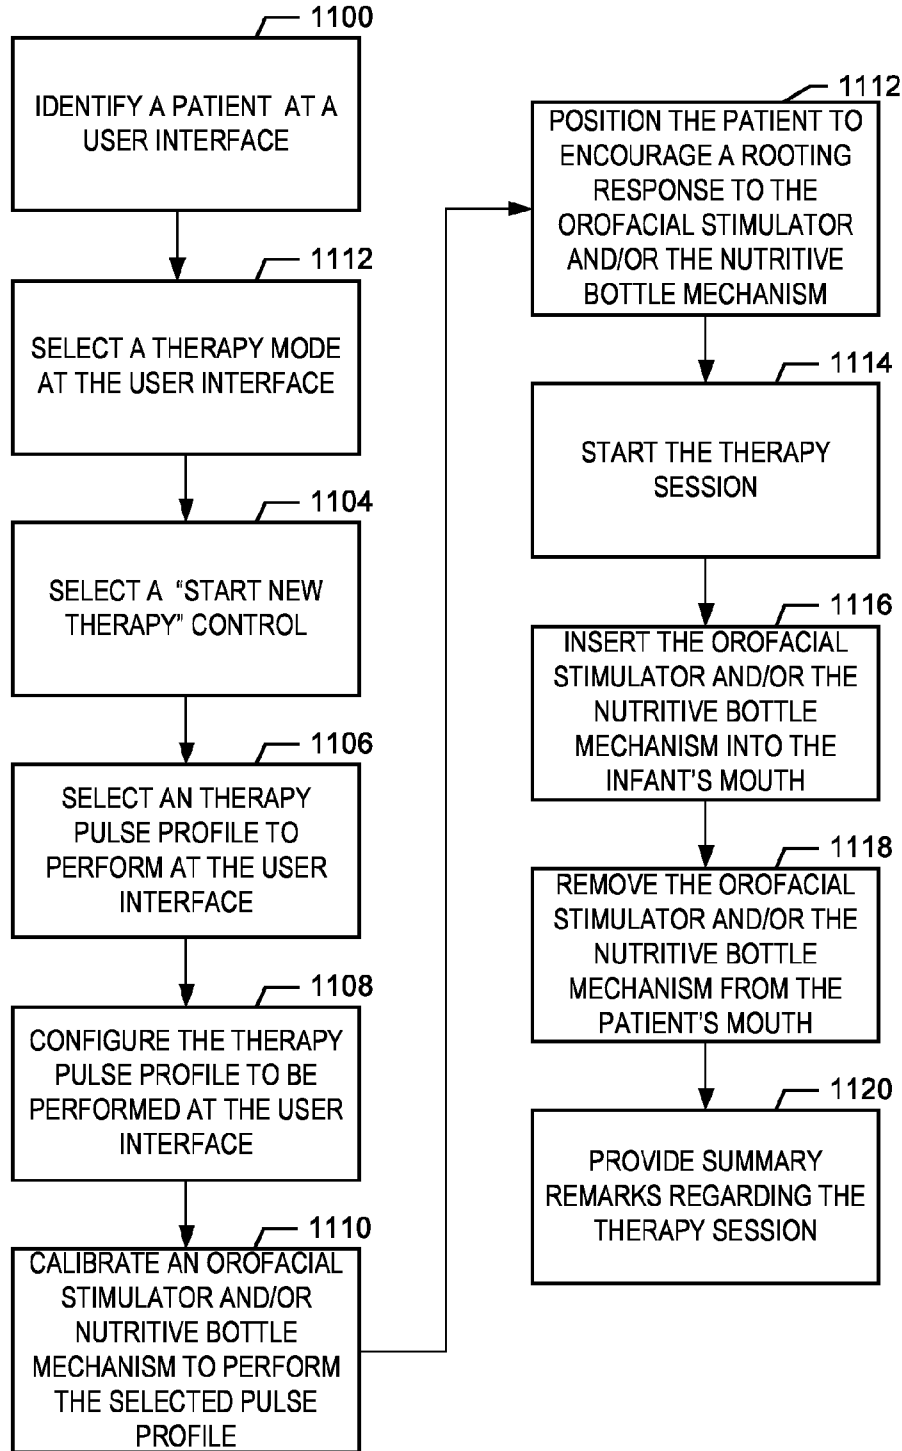 1100
IDENTIFY A PATIENT AT A
USER INTERFACE
1112
SELECT A THERAPY MODE
AT THE USER INTERFACE
1104
SELECT A “START NEW
THERAPY” CONTROL
1106
SELECT AN THERAPY
PULSE PROFILE TO
PERFORM AT THE USER
INTERFACE
1108
CONFIGURE THE THERAPY
PULSE PROFILE TO BE
PERFORMED AT THE USER
INTERFACE
1110
CALIBRATE AN OROFACIAL
STIMULATOR AND/OR
NUTRITIVE BOTTLE
MECHANISM TO PERFORM
THE SELECTED PULSE
PROFILE
1112
POSITION THE PATIENT TO
ENCOURAGE A ROOTING
RESPONSE TO THE
OROFACIAL STIMULATOR
AND/OR THE NUTRITIVE
BOTTLE MECHANISM
1114
START THE THERAPY
SESSION
1116
INSERT THE OROFACIAL
STIMULATOR AND/OR THE
NUTRITIVE BOTTLE
MECHANISM INTO THE
INFANT’S MOUTH
1118
REMOVE THE OROFACIAL
STIMULATOR AND/OR THE
NUTRITIVE BOTTLE
MECHANISM FROM THE
PATIENT’S MOUTH
1120
PROVIDE SUMMARY
REMARKS REGARDING THE
THERAPY SESSION